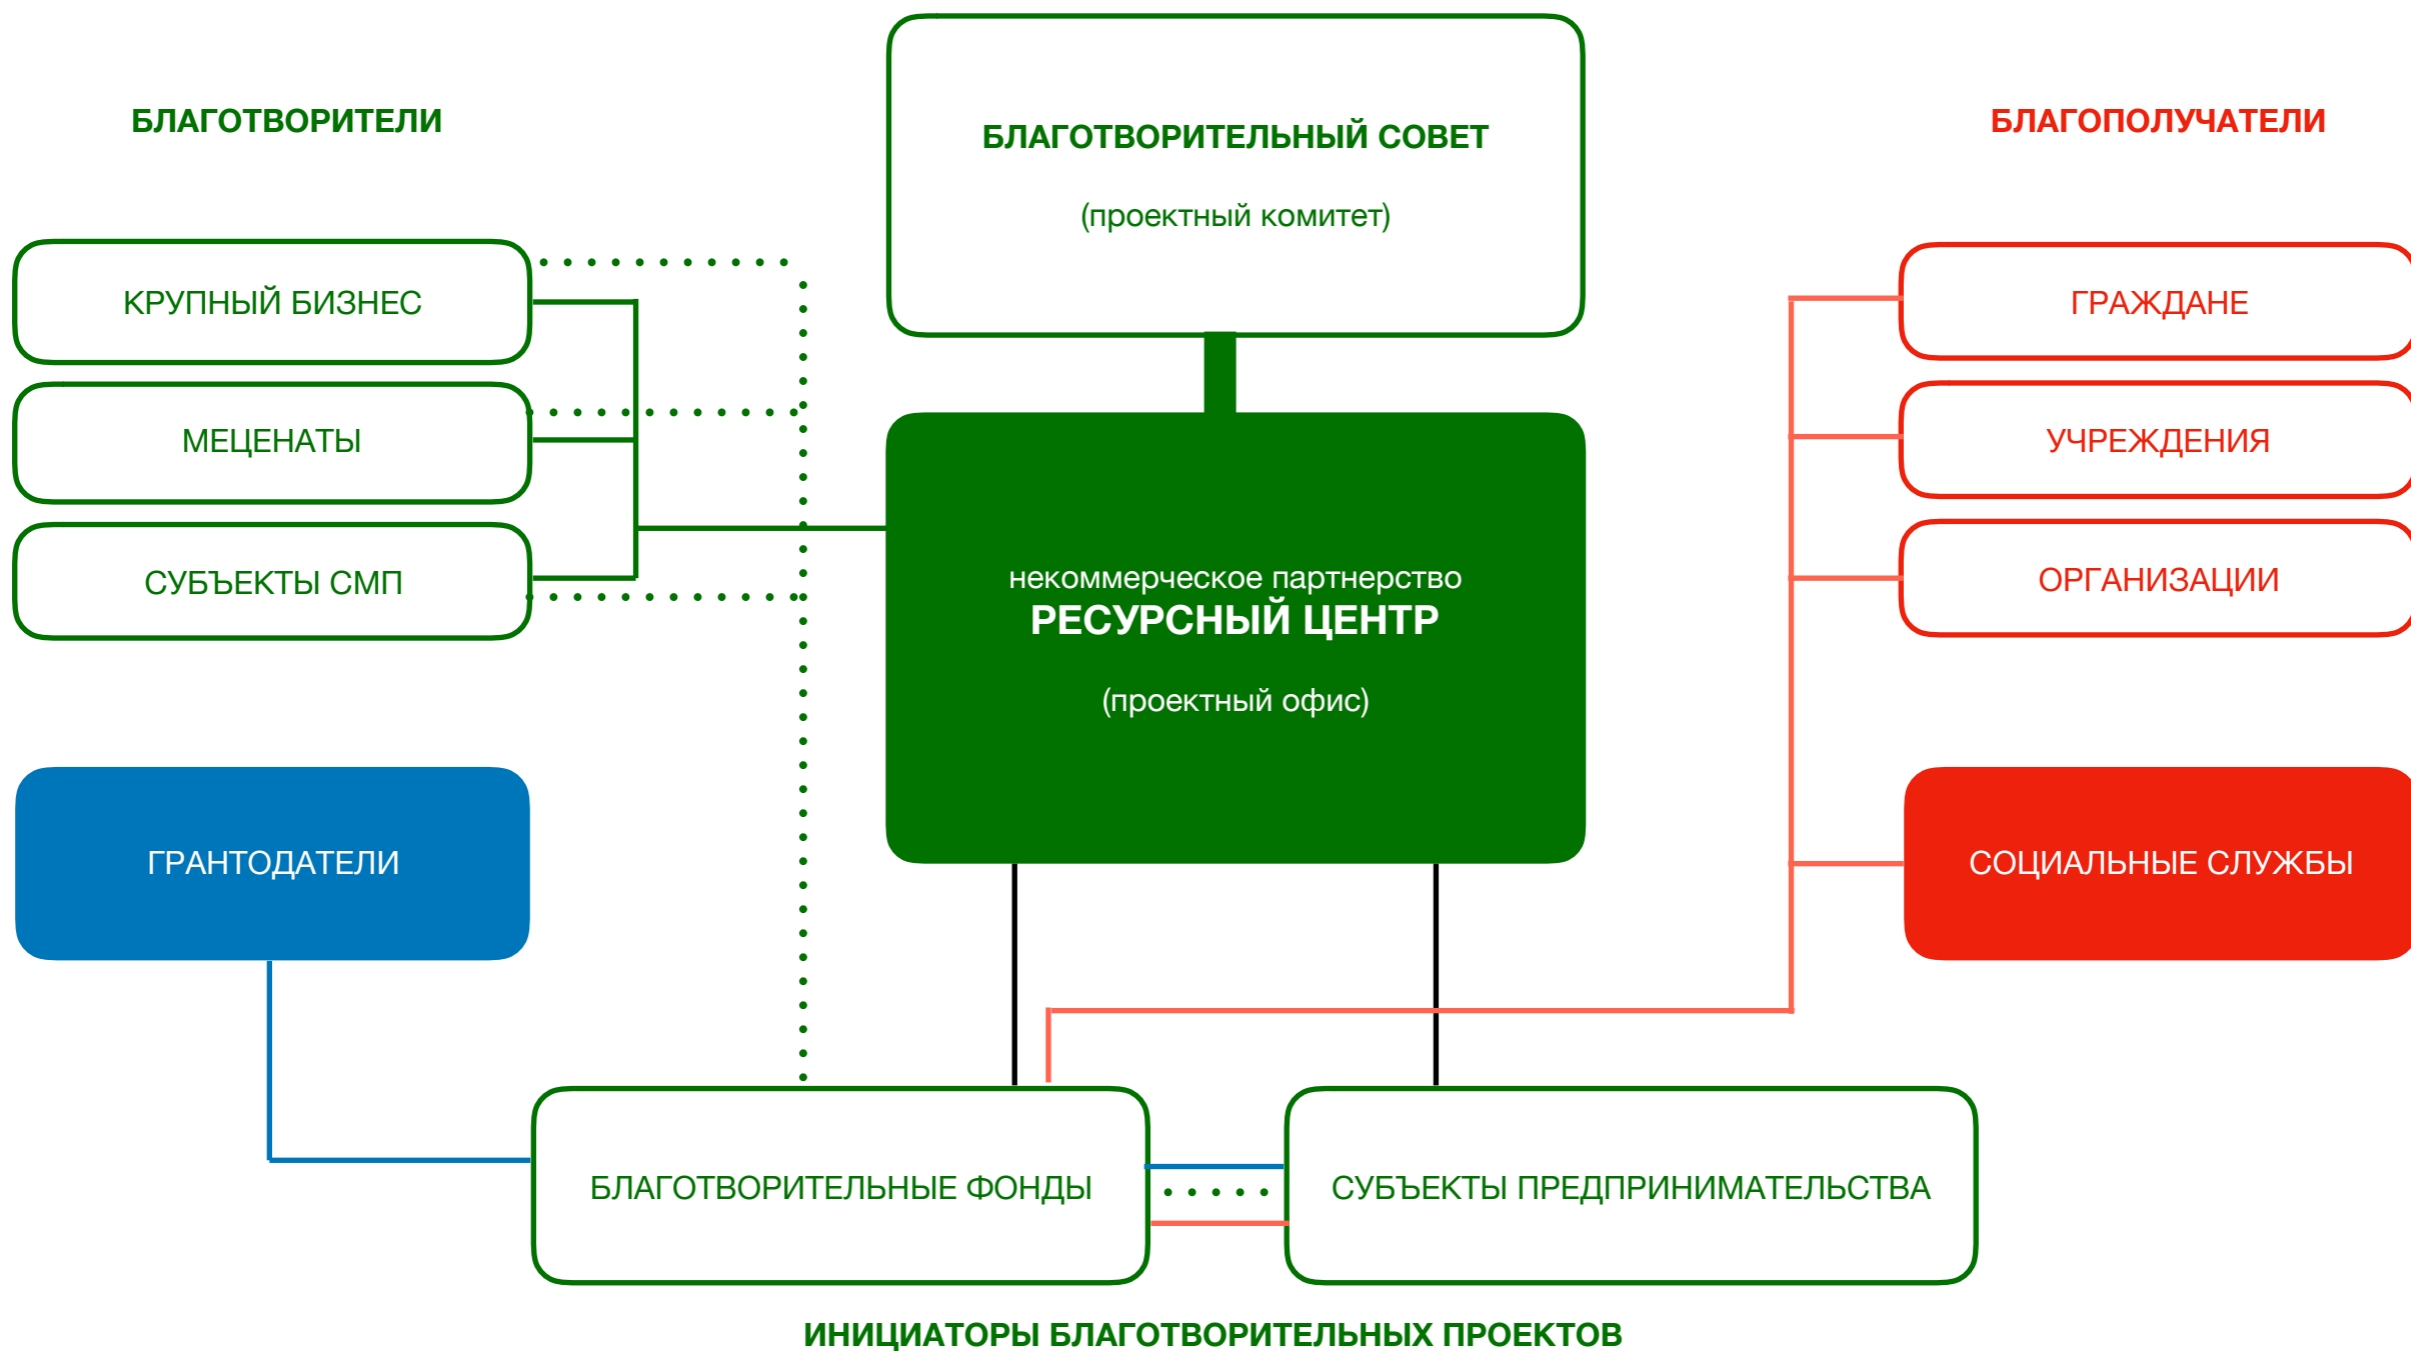 БЛАГОТВОРИТЕЛИ
БЛАГОТВОРИТЕЛЬНЫЙ СОВЕТ
(проектный комитет)
БЛАГОПОЛУЧАТЕЛИ
КРУПНЫЙ БИЗНЕС
МЕЦЕНАТЫ
СУБЪЕКТЫ СМП
ГРАЖДАНЕ
УЧРЕЖДЕНИЯ
ОРГАНИЗАЦИИ
некоммерческое партнерство
РЕСУРСНЫЙ ЦЕНТР
(проектный офис)
ГРАНТОДАТЕЛИ
СОЦИАЛЬНЫЕ СЛУЖБЫ
БЛАГОТВОРИТЕЛЬНЫЕ ФОНДЫ
СУБЪЕКТЫ ПРЕДПРИНИМАТЕЛЬСТВА
ИНИЦИАТОРЫ БЛАГОТВОРИТЕЛЬНЫХ ПРОЕКТОВ